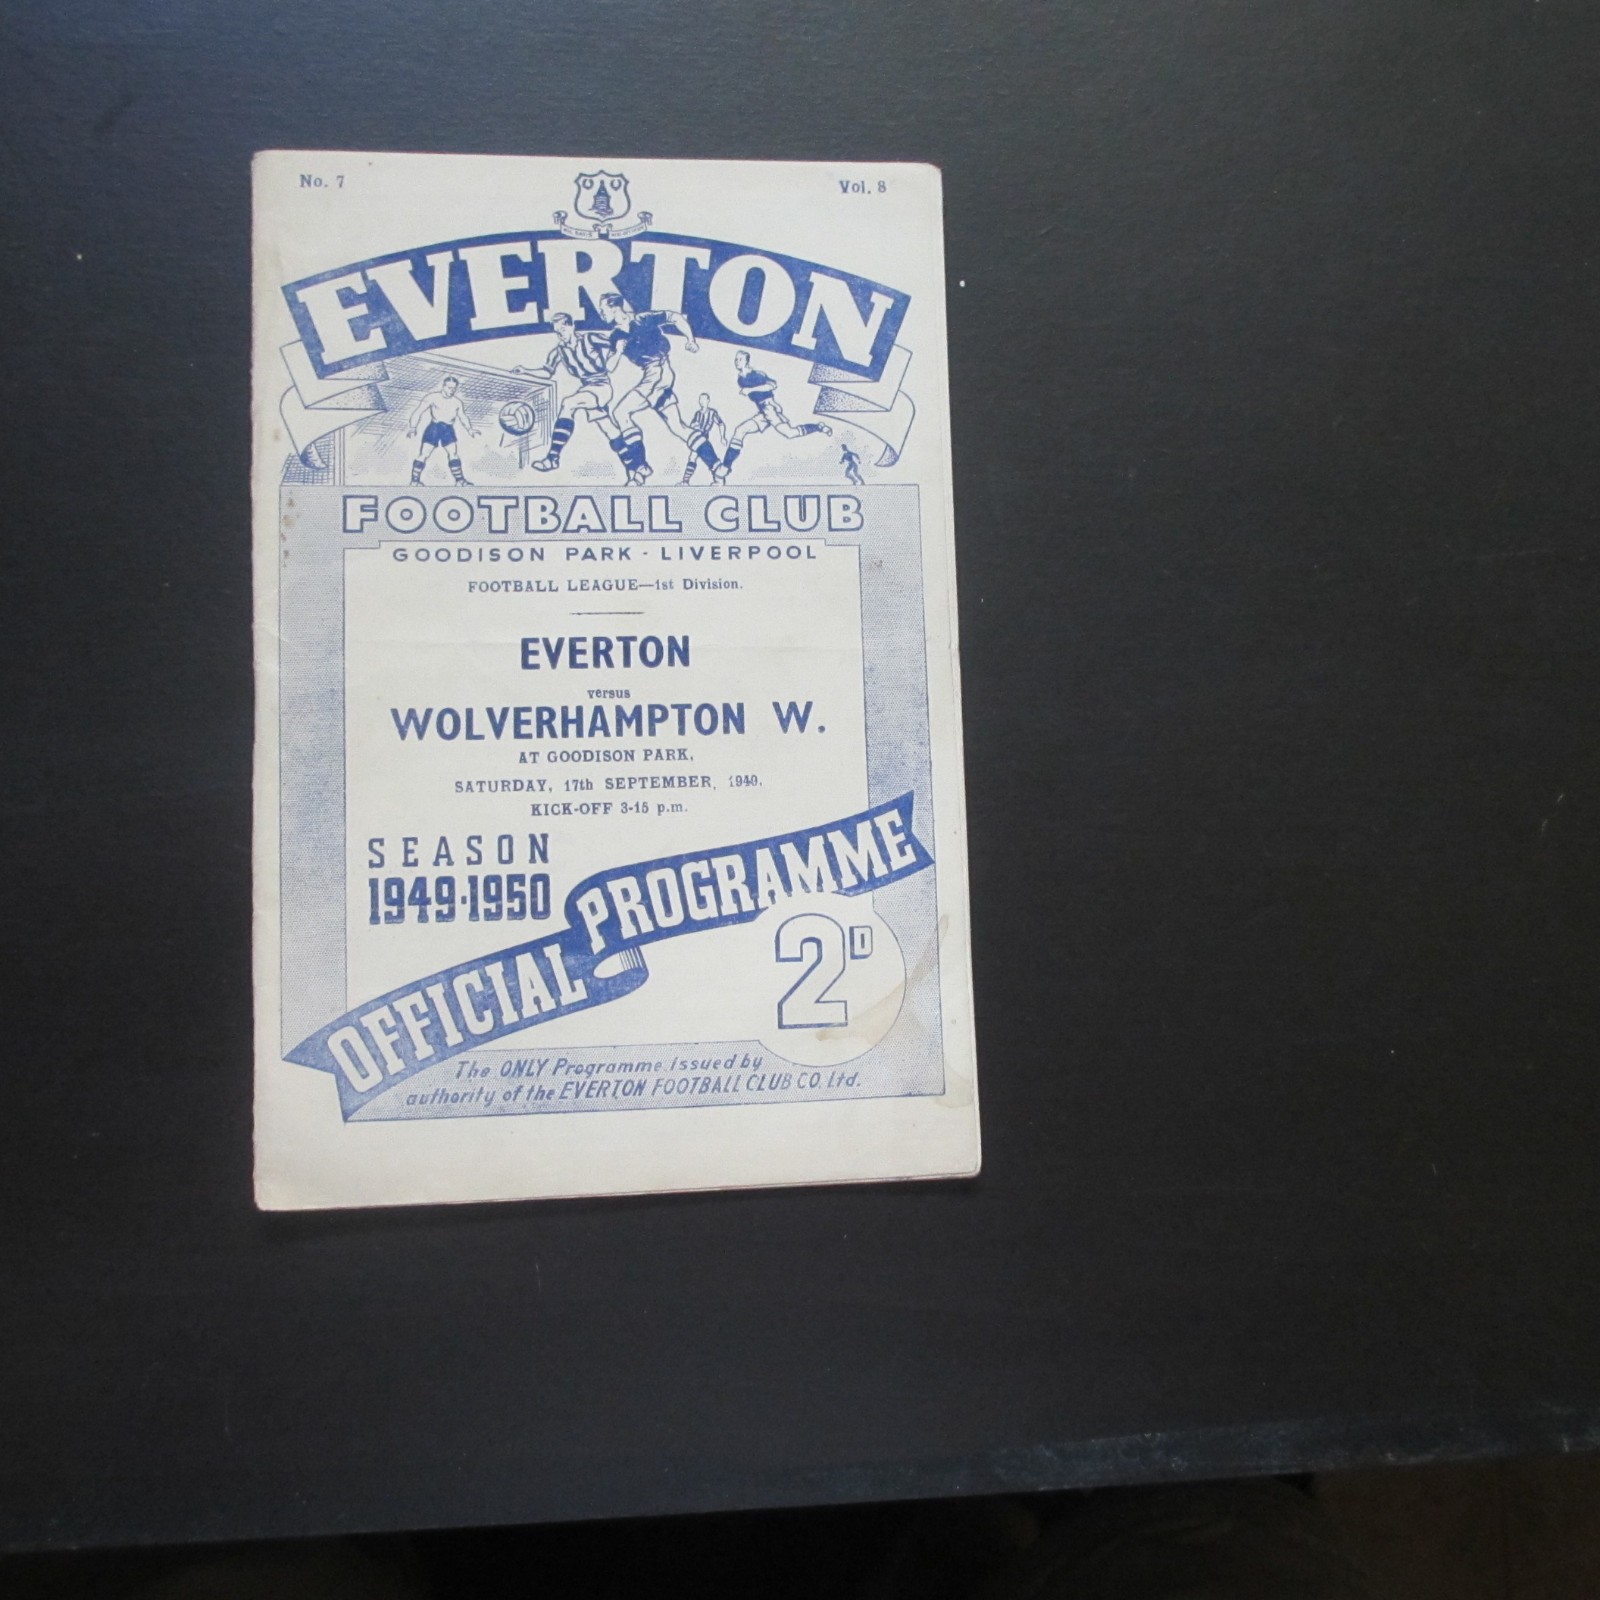 No. 7
Vol. 8
EVERTON
FOOTBALL CLUB
GOODISON PARK - LIVERPOOL
FOOTBALL LEAGUE—1st Division.
EVERTON
versus
WOLVERHAMPTON W.
AT GOODISON PARK,
SATURDAY, 17th SEPTEMBER, 1949.
KICK-OFF 3-15 p.m.
SEASON
1949·1950
OFFICIAL PROGRAMME
2D
The ONLY Programme issued by
authority of the EVERTON FOOTBALL CLUB CO. Ltd.